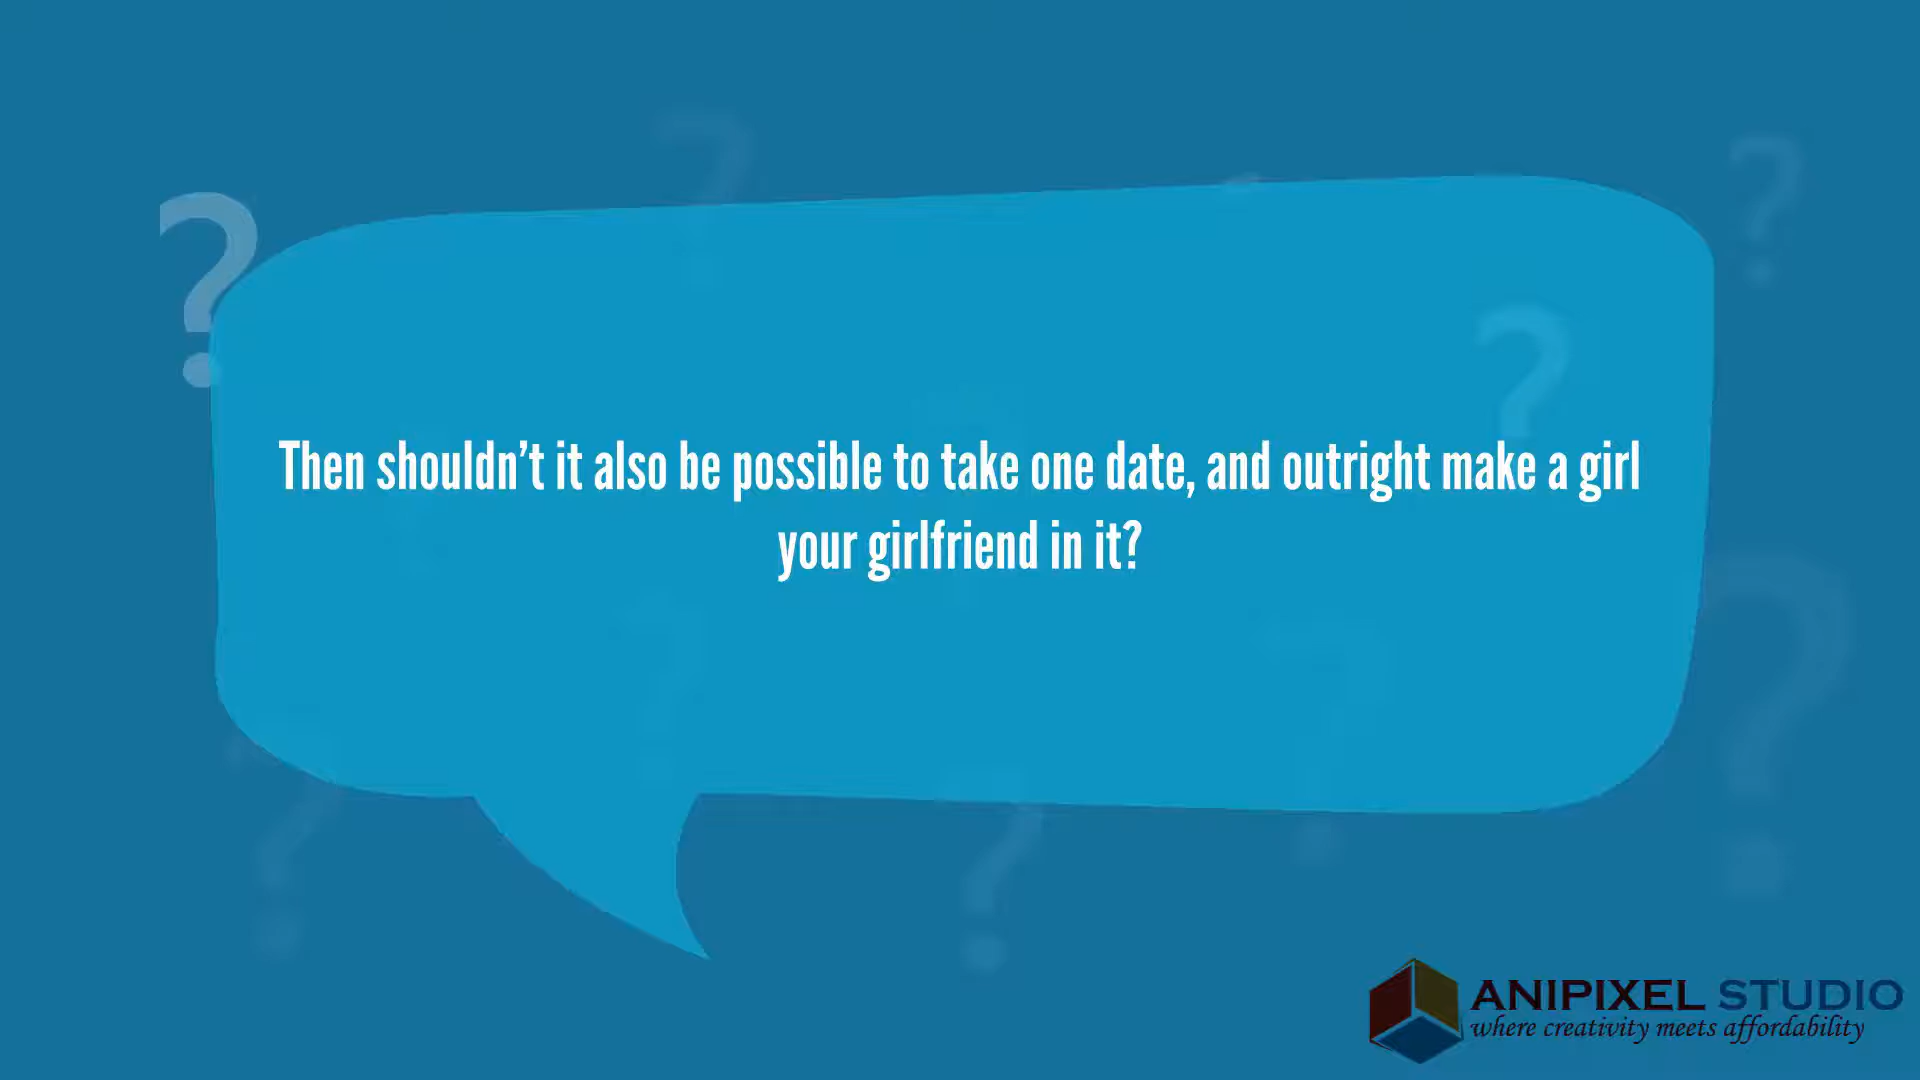 Then shouldn’t it also be possible to take one date, and outright make a girl
your girlfriend in it?
ANIPIXEL STUDIO
where creativity meets affordability